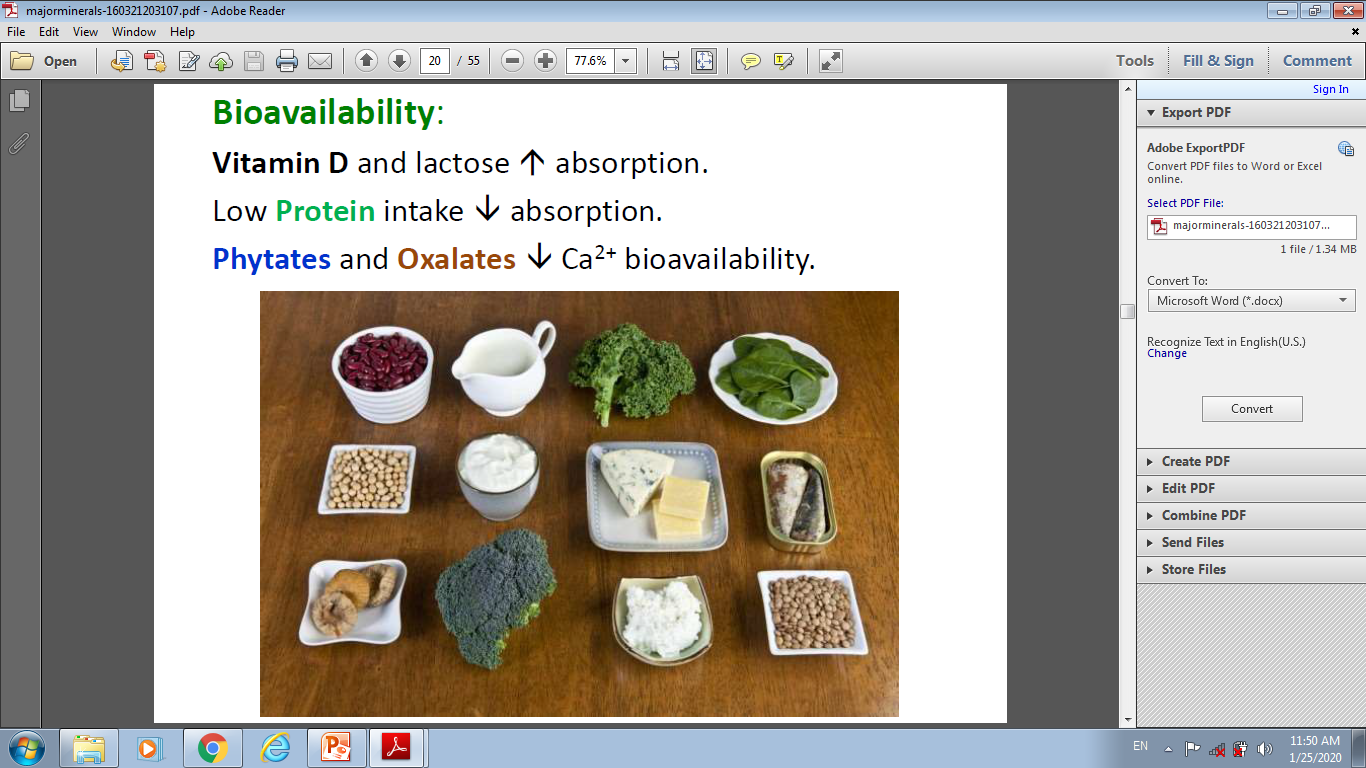 majorminerals-160321203107.pdf - Adobe Reader
File Edit View Window Help
Open 20 / 55 77.6% Tools Fill & Sign Comment
Sign In
Bioavailability:
Vitamin D and lactose ↑ absorption.
Low Protein intake ↓ absorption.
Phytates and Oxalates ↓ Ca²⁺ bioavailability.
Export PDF
Adobe ExportPDF
Convert PDF files to Word or Excel
online.
Select PDF File:
majorminerals-160321203107...
1 file / 1.34 MB
Convert To:
Microsoft Word (*.docx)
Recognize Text in English(U.S.)
Change
Convert
Create PDF
Edit PDF
Combine PDF
Send Files
Store Files
EN
11:50 AM
1/25/2020